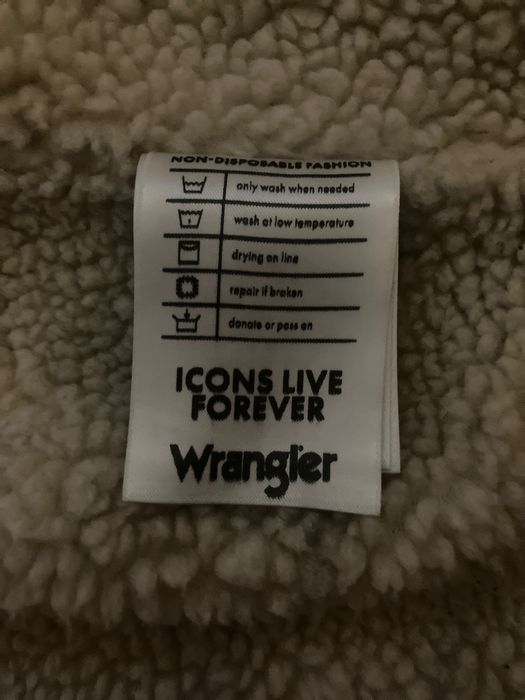 NON-DISPOSABLE FASHION
only wash when needed
wash at low temperature
drying on line
repair if broken
donate or pass on
ICONS LIVE
FOREVER
Wrangler